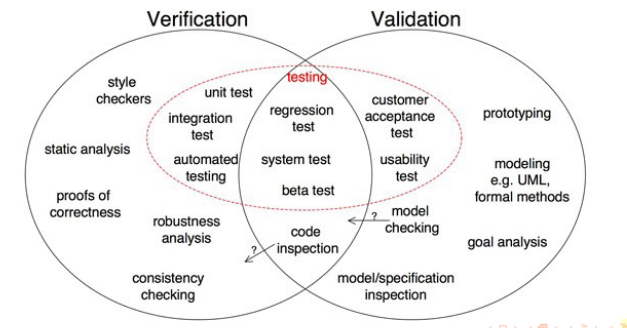 Verification
Validation
testing
style
checkers
unit test
integration
test
automated
testing
static analysis
proofs of
correctness
robustness
analysis
consistency
checking
regression
test
system test
beta test
code
inspection
?
?
customer
acceptance
test
usability
test
model
checking
model/specification
inspection
prototyping
modeling
e.g. UML,
formal methods
goal analysis